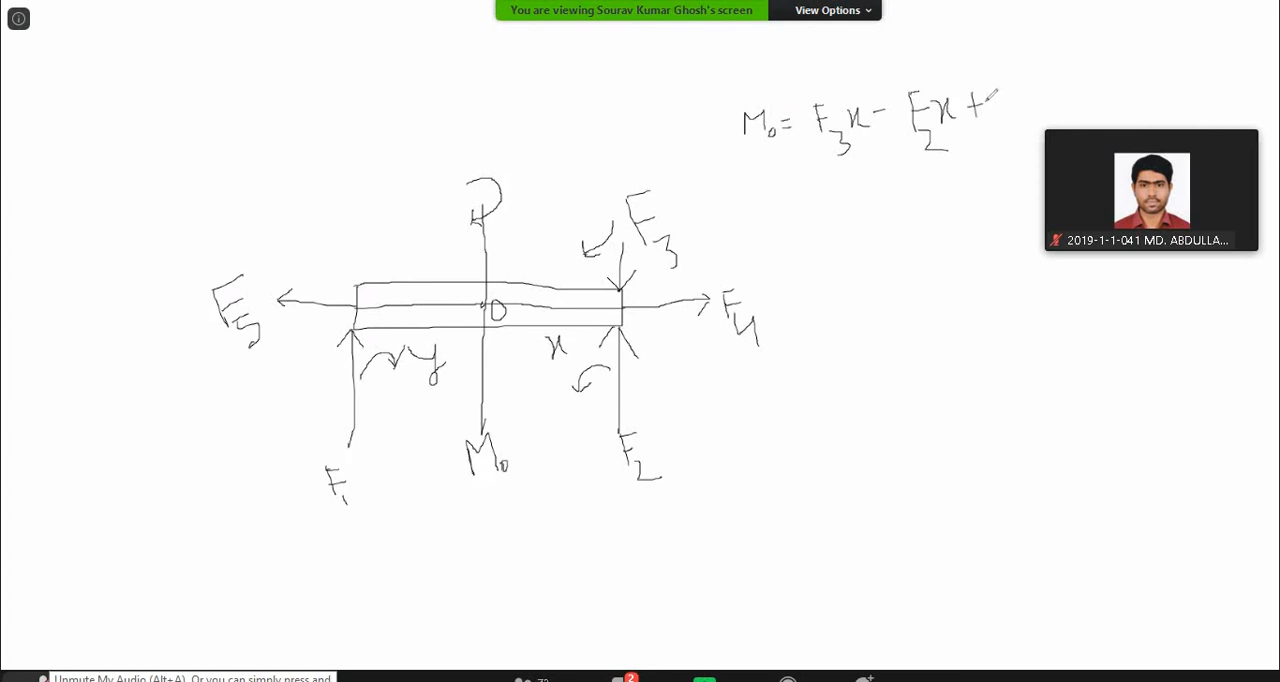 You are viewing Sourav Kumar Ghosh's screen View Options
M₀ = F₃x - F₂x +
2019-1-1-041 MD. ABDULLA...
P
F₃
F₅
O
F₄
y
x
M₀
F₂
F₁
Unmute My Audio (Alt+A). Or you can simply press and
2